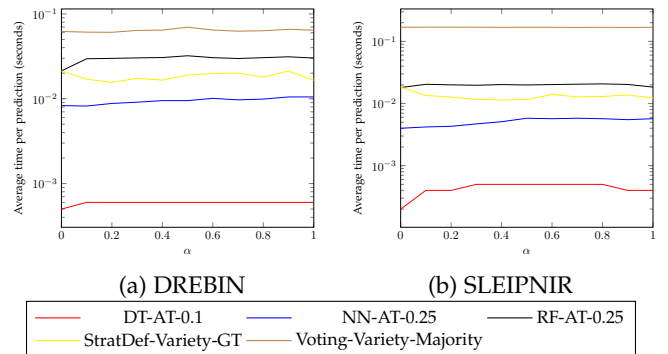 Average time per prediction (seconds)
10^−1
10^−2
10^−3
0 0.2 0.4 0.6 0.8 1
α
(a) DREBIN
Average time per prediction (seconds)
10^−1
10^−2
10^−3
0 0.2 0.4 0.6 0.8 1
α
(b) SLEIPNIR
DT-AT-0.1 NN-AT-0.25 RF-AT-0.25
StratDef-Variety-GT Voting-Variety-Majority